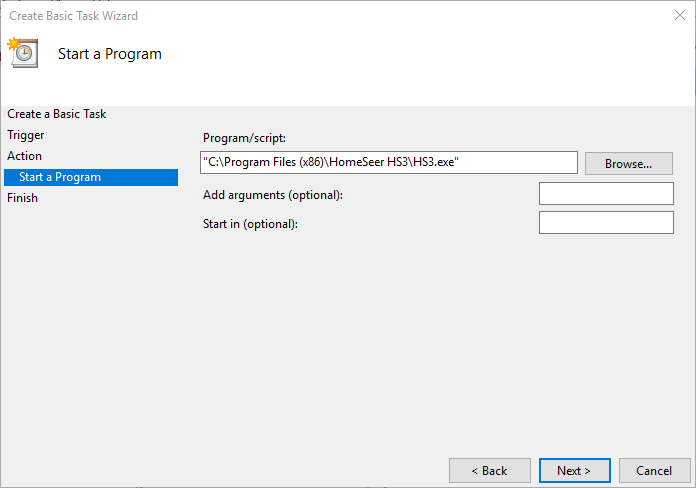 Create Basic Task Wizard
Start a Program
Create a Basic Task
Trigger
Action
Start a Program
Finish
Program/script:
"C:\Program Files (x86)\HomeSeer HS3\HS3.exe"
Browse...
Add arguments (optional):
Start in (optional):
< Back
Next >
Cancel